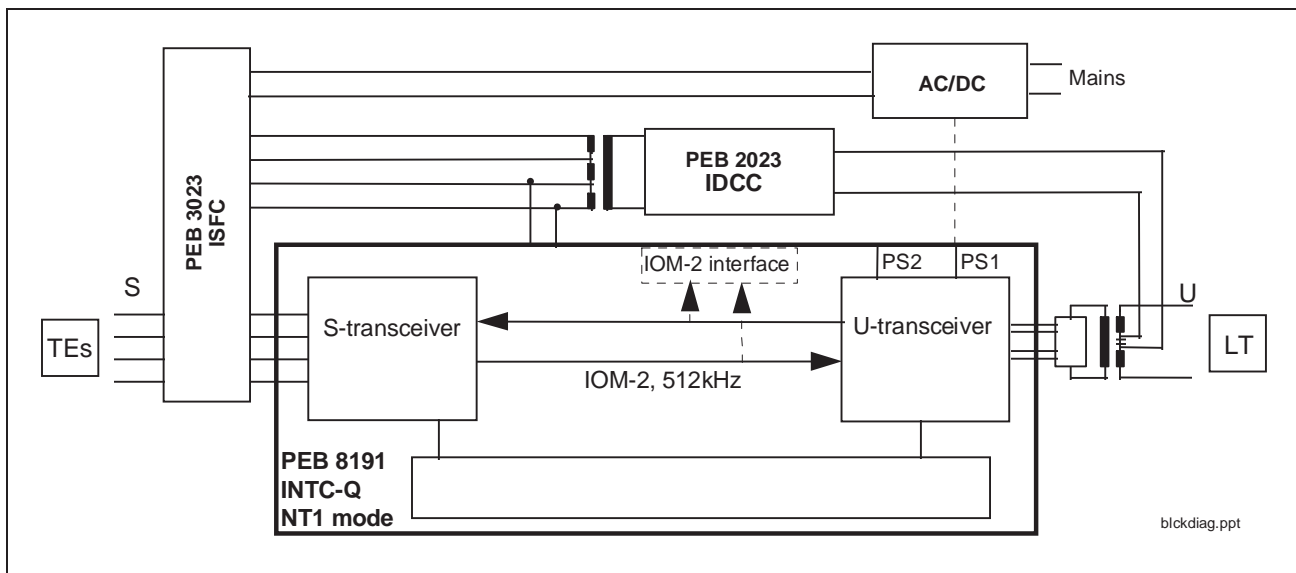 AC/DC
Mains
PEB 3023
ISFC
PEB 2023
IDCC
IOM-2 interface
PS2
PS1
S
U
TEs
S-transceiver
U-transceiver
LT
IOM-2, 512kHz
PEB 8191
INTC-Q
NT1 mode
blckdiag.ppt